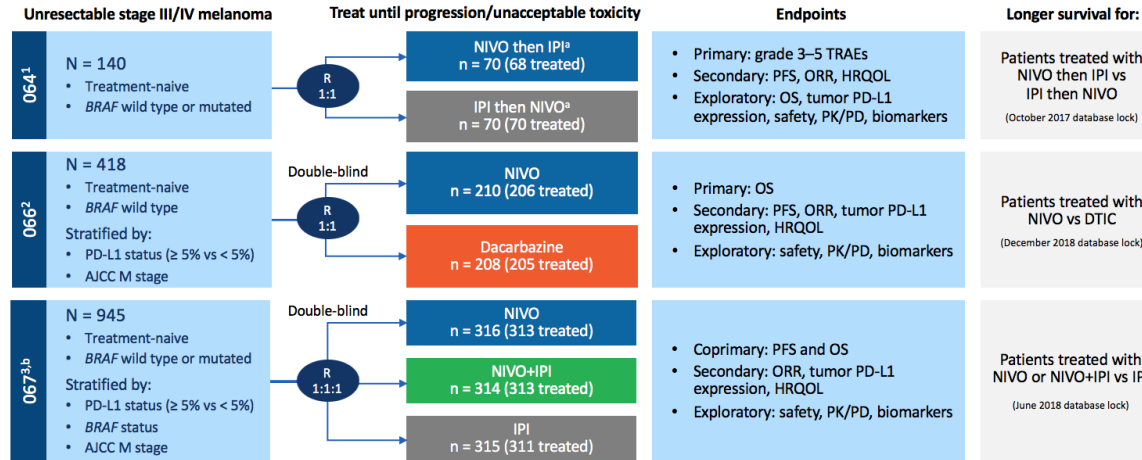 Unresectable stage III/IV melanoma
Treat until progression/unacceptable toxicity
Endpoints
Longer survival for:
064¹
N = 140
• Treatment-naive
• BRAF wild type or mutated
R
1:1
NIVO then IPIᵃ
n = 70 (68 treated)
IPI then NIVOᵃ
n = 70 (70 treated)
• Primary: grade 3–5 TRAEs
• Secondary: PFS, ORR, HRQOL
• Exploratory: OS, tumor PD-L1
expression, safety, PK/PD, biomarkers
Patients treated with
NIVO then IPI vs
IPI then NIVO
(October 2017 database lock)
066²
N = 418
• Treatment-naive
• BRAF wild type
Stratified by:
• PD-L1 status (≥ 5% vs < 5%)
• AJCC M stage
Double-blind
R
1:1
NIVO
n = 210 (206 treated)
Dacarbazine
n = 208 (205 treated)
• Primary: OS
• Secondary: PFS, ORR, tumor PD-L1
expression, HRQOL
• Exploratory: safety, PK/PD, biomarkers
Patients treated with
NIVO vs DTIC
(December 2018 database lock)
067³,ᵇ
N = 945
• Treatment-naive
• BRAF wild type or mutated
Stratified by:
• PD-L1 status (≥ 5% vs < 5%)
• BRAF status
• AJCC M stage
Double-blind
R
1:1:1
NIVO
n = 316 (313 treated)
NIVO+IPI
n = 314 (313 treated)
IPI
n = 315 (311 treated)
• Coprimary: PFS and OS
• Secondary: ORR, tumor PD-L1
expression, HRQOL
• Exploratory: safety, PK/PD, biomarkers
Patients treated with
NIVO or NIVO+IPI vs
(June 2018 database lock)